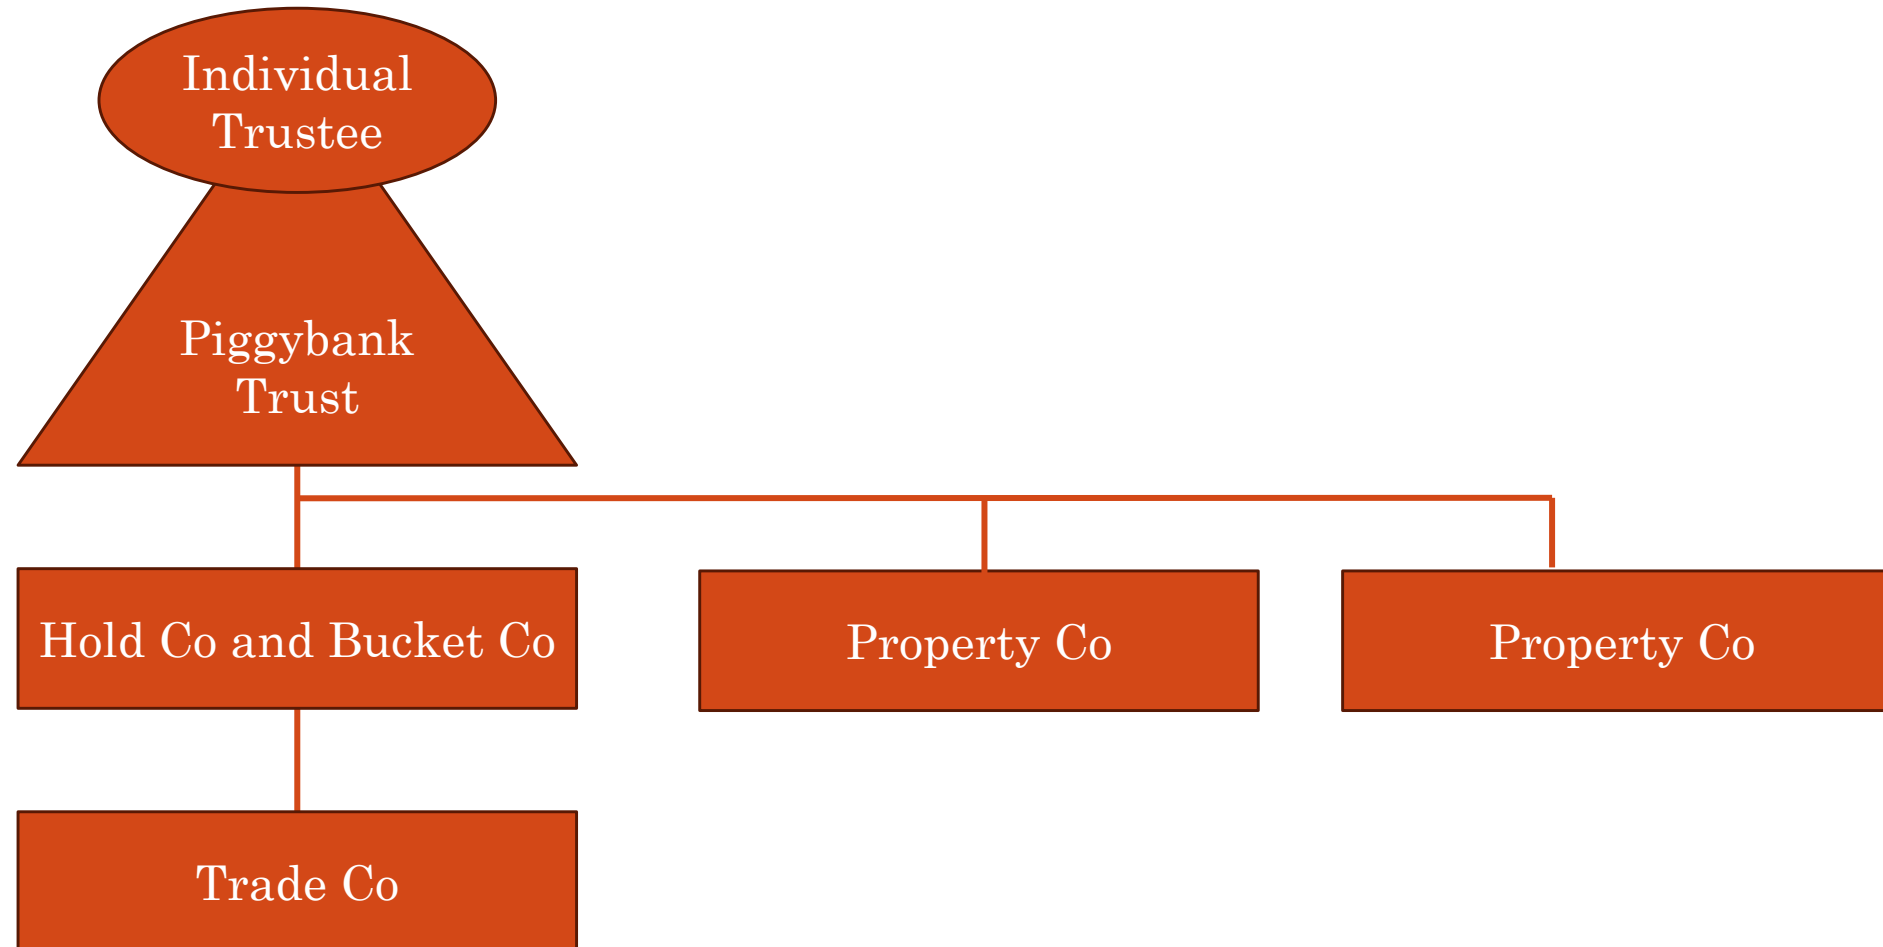 Individual
Trustee
Piggybank
Trust
Hold Co and Bucket Co
Property Co
Property Co
Trade Co